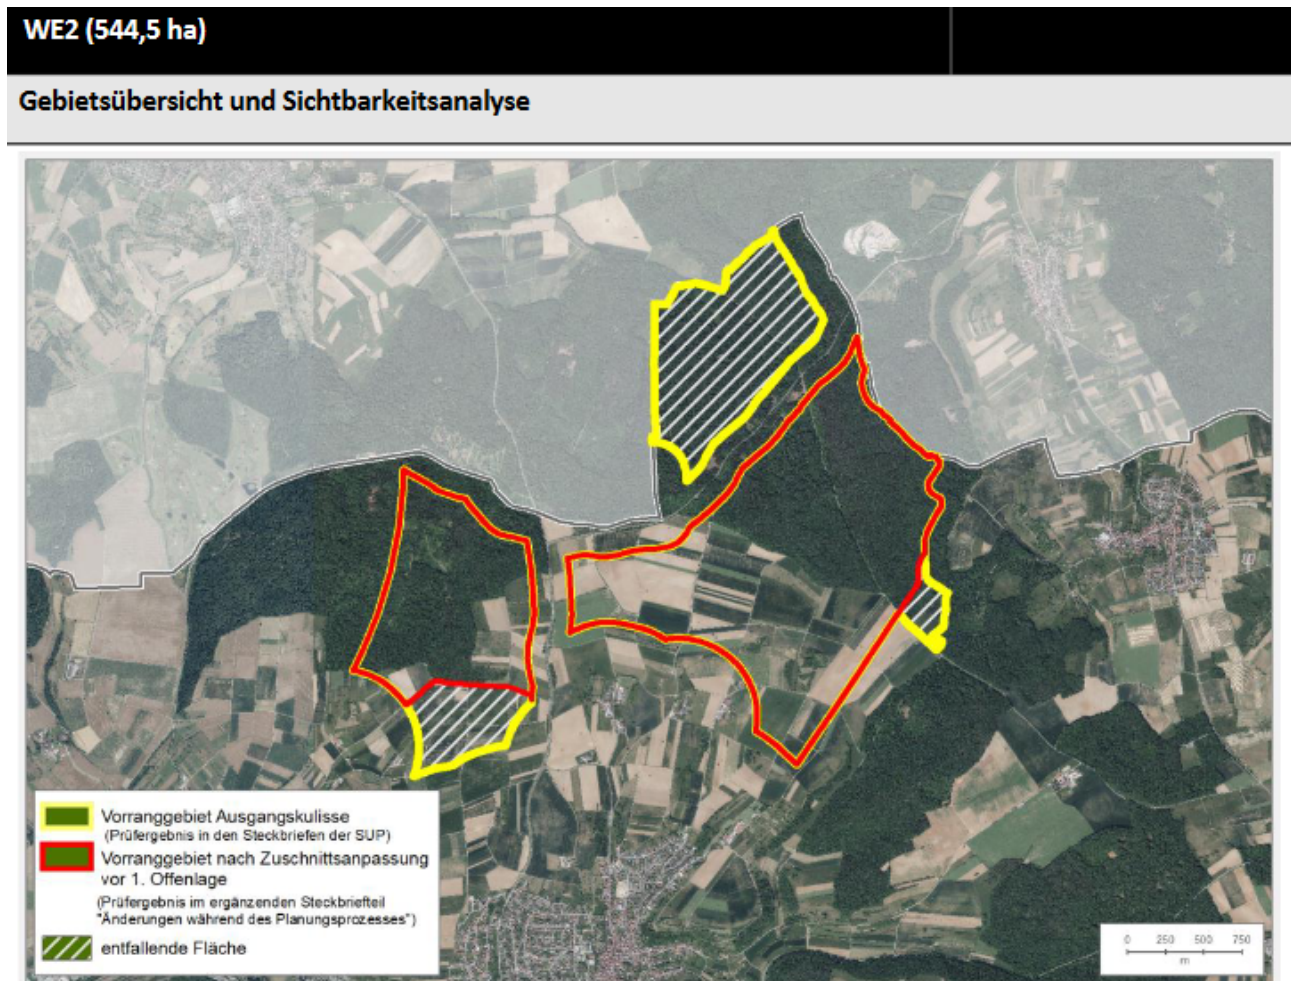 WE2 (544,5 ha)
Gebietsübersicht und Sichtbarkeitsanalyse
Vorranggebiet Ausgangskulisse
(Prüfergebnis in den Steckbriefen der SUP)
Vorranggebiet nach Zuschnittsanpassung
vor 1. Offenlage
(Prüfergebnis im ergänzenden Steckbriefteil
"Änderungen während des Planungsprozesses")
entfallende Fläche
0 250 500 750
m